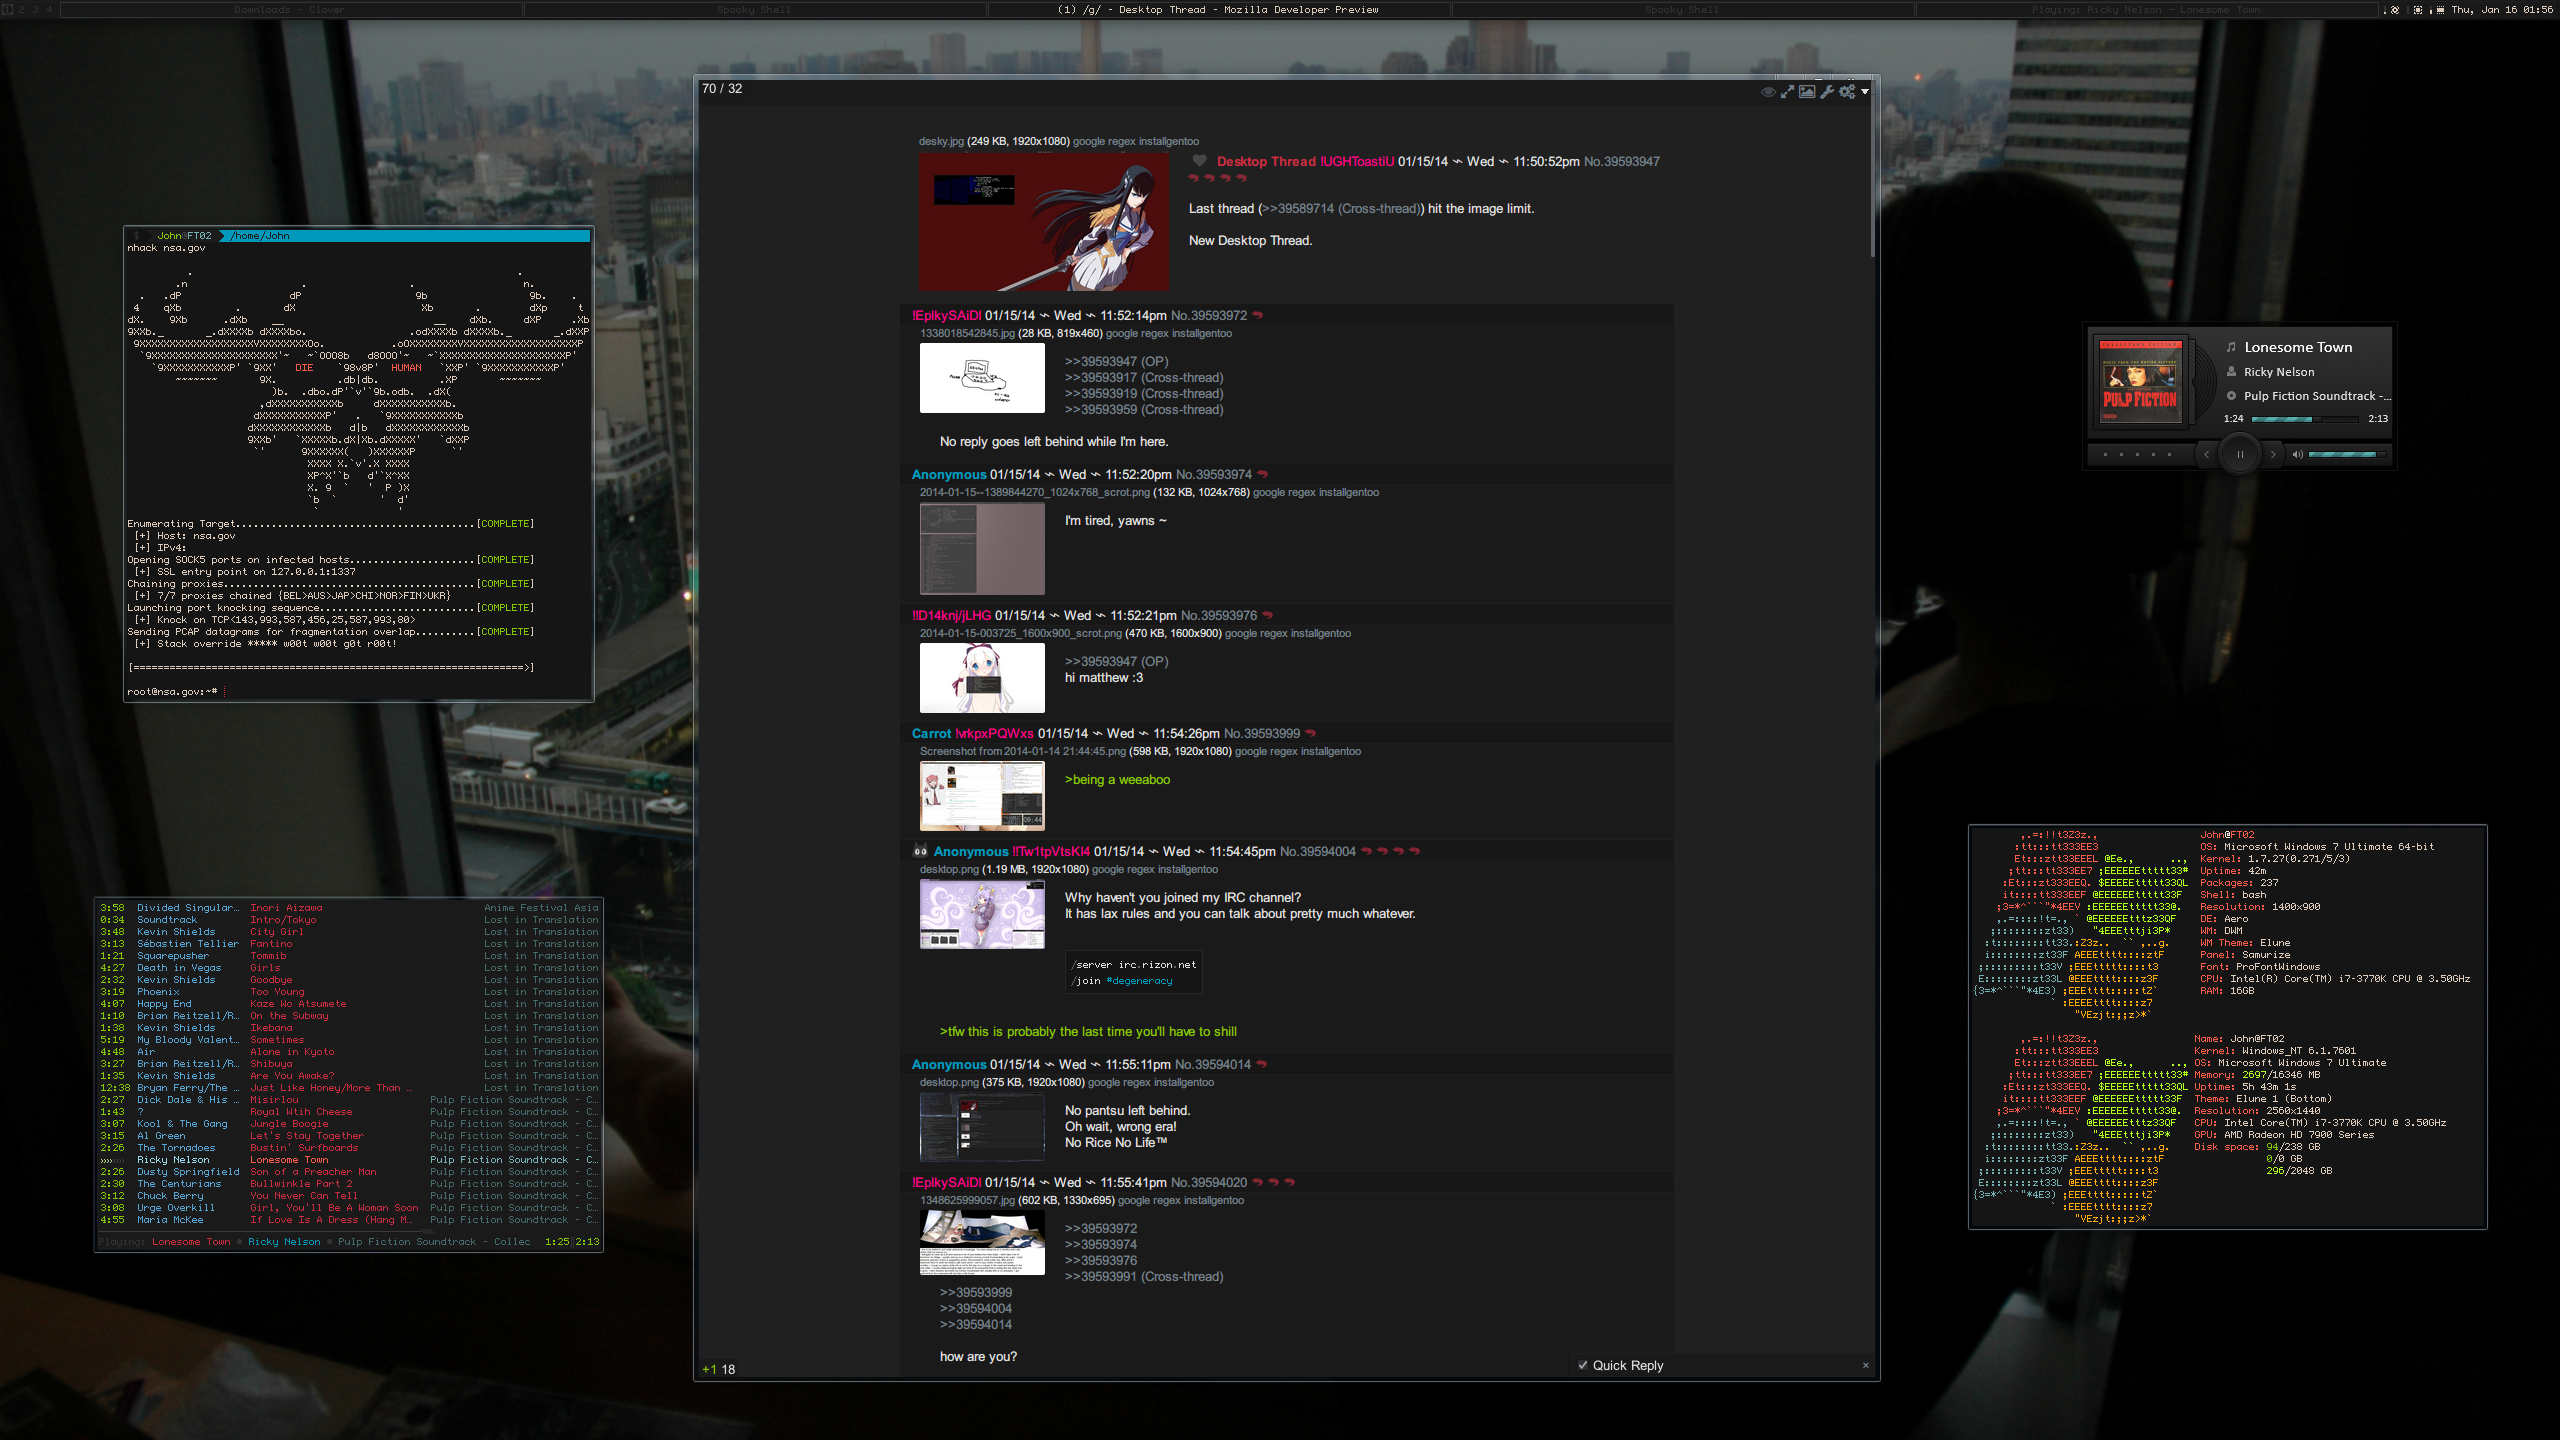 [1] 2 3 4
Downloads - Clover
Spooky Shell
(1) /g/ - Desktop Thread - Mozilla Developer Preview
Spooky Shell
Playing: Ricky Nelson - Lonesome Town
Thu, Jan 16 01:56
$ John@FT02 /home/John
nhack nsa.gov
DIE HUMAN
Enumerating Target........................................[COMPLETE]
[+] Host: nsa.gov
[+] IPv4:
Opening SOCK5 ports on infected hosts.....................[COMPLETE]
[+] SSL entry point on 127.0.0.1:1337
Chaining proxies..........................................[COMPLETE]
[+] 7/7 proxies chained {BEL>AUS>JAP>CHI>NOR>FIN>UKR}
Launching port knocking sequence..........................[COMPLETE]
[+] Knock on TCP<143,993,587,456,25,587,993,80>
Sending PCAP datagrams for fragmentation overlap..........[COMPLETE]
[+] Stack override ***** w00t w00t g0t r00t!
[=================================================================>]
root@nsa.gov:~#
3:58 Divided Singular… Inori Aizawa Anime Festival Asia
0:34 Soundtrack Intro/Tokyo Lost in Translation
3:48 Kevin Shields City Girl Lost in Translation
3:13 Sébastien Tellier Fantino Lost in Translation
1:21 Squarepusher Tommib Lost in Translation
4:27 Death in Vegas Girls Lost in Translation
2:32 Kevin Shields Goodbye Lost in Translation
3:19 Phoenix Too Young Lost in Translation
4:07 Happy End Kaze Wo Atsumete Lost in Translation
1:10 Brian Reitzell/R… On the Subway Lost in Translation
1:38 Kevin Shields Ikebana Lost in Translation
5:19 My Bloody Valent… Sometimes Lost in Translation
4:48 Air Alone in Kyoto Lost in Translation
3:27 Brian Reitzell/R… Shibuya Lost in Translation
1:35 Kevin Shields Are You Awake? Lost in Translation
12:38 Bryan Ferry/The … Just Like Honey/More Than … Lost in Translation
2:27 Dick Dale & His … Misirlou Pulp Fiction Soundtrack - C…
1:43 ? Royal Wtih Cheese Pulp Fiction Soundtrack - C…
3:07 Kool & The Gang Jungle Boogie Pulp Fiction Soundtrack - C…
3:15 Al Green Let's Stay Together Pulp Fiction Soundtrack - C…
2:26 The Tornadoes Bustin' Surfboards Pulp Fiction Soundtrack - C…
»»» Ricky Nelson Lonesome Town Pulp Fiction Soundtrack - C…
2:26 Dusty Springfield Son of a Preacher Man Pulp Fiction Soundtrack - C…
2:30 The Centurians Bullwinkle Part 2 Pulp Fiction Soundtrack - C…
3:12 Chuck Berry You Never Can Tell Pulp Fiction Soundtrack - C…
3:08 Urge Overkill Girl, You'll Be A Woman Soon Pulp Fiction Soundtrack - C…
4:55 Maria McKee If Love Is A Dress (Hang M… Pulp Fiction Soundtrack - C…
Playing: Lonesome Town • Ricky Nelson • Pulp Fiction Soundtrack - Collec 1:25|2:13
70 / 32
desky.jpg (249 KB, 1920x1080) google regex installgentoo
Desktop Thread !UGHToastiU 01/15/14 ~ Wed ~ 11:50:52pm No.39593947
Last thread (>>39589714 (Cross-thread)) hit the image limit.
New Desktop Thread.
!EplkySAiDI 01/15/14 ~ Wed ~ 11:52:14pm No.39593972
1338018542845.jpg (28 KB, 819x460) google regex installgentoo
>>39593947 (OP)
>>39593917 (Cross-thread)
>>39593919 (Cross-thread)
>>39593959 (Cross-thread)
No reply goes left behind while I'm here.
Anonymous 01/15/14 ~ Wed ~ 11:52:20pm No.39593974
2014-01-15--1389844270_1024x768_scrot.png (132 KB, 1024x768) google regex installgentoo
I'm tired, yawns ~
!!D14knj/jLHG 01/15/14 ~ Wed ~ 11:52:21pm No.39593976
2014-01-15-003725_1600x900_scrot.png (470 KB, 1600x900) google regex installgentoo
>>39593947 (OP)
hi matthew :3
Carrot !vrkpxPQWxs 01/15/14 ~ Wed ~ 11:54:26pm No.39593999
Screenshot from 2014-01-14 21:44:45.png (598 KB, 1920x1080) google regex installgentoo
>being a weeaboo
Anonymous !!Tw1tpVtsKI4 01/15/14 ~ Wed ~ 11:54:45pm No.39594004
desktop.png (1.19 MB, 1920x1080) google regex installgentoo
Why haven't you joined my IRC channel?
It has lax rules and you can talk about pretty much whatever.
/server irc.rizon.net
/join #degeneracy
>tfw this is probably the last time you'll have to shill
Anonymous 01/15/14 ~ Wed ~ 11:55:11pm No.39594014
desktop.png (375 KB, 1920x1080) google regex installgentoo
No pantsu left behind.
Oh wait, wrong era!
No Rice No Life™
!EplkySAiDI 01/15/14 ~ Wed ~ 11:55:41pm No.39594020
1348625999057.jpg (602 KB, 1330x695) google regex installgentoo
>>39593972
>>39593974
>>39593976
>>39593991 (Cross-thread)
>>39593999
>>39594004
>>39594014
how are you?
+1 18
Quick Reply ×
PULP FICTION
Lonesome Town
Ricky Nelson
Pulp Fiction Soundtrack -...
1:24 2:13
John@FT02
OS: Microsoft Windows 7 Ultimate 64-bit
Kernel: 1.7.27(0.271/5/3)
Uptime: 42m
Packages: 237
Shell: bash
Resolution: 1400x900
DE: Aero
WM: DWM
WM Theme: Elune
Panel: Samurize
Font: ProFontWindows
CPU: Intel(R) Core(TM) i7-3770K CPU @ 3.50GHz
RAM: 16GB
Name: John@FT02
Kernel: Windows_NT 6.1.7601
OS: Microsoft Windows 7 Ultimate
Memory: 2697/16346 MB
Uptime: 5h 43m 1s
Theme: Elune 1 (Bottom)
Resolution: 2560x1440
CPU: Intel Core(TM) i7-3770K CPU @ 3.50GHz
GPU: AMD Radeon HD 7900 Series
Disk space: 94/238 GB
0/0 GB
296/2048 GB